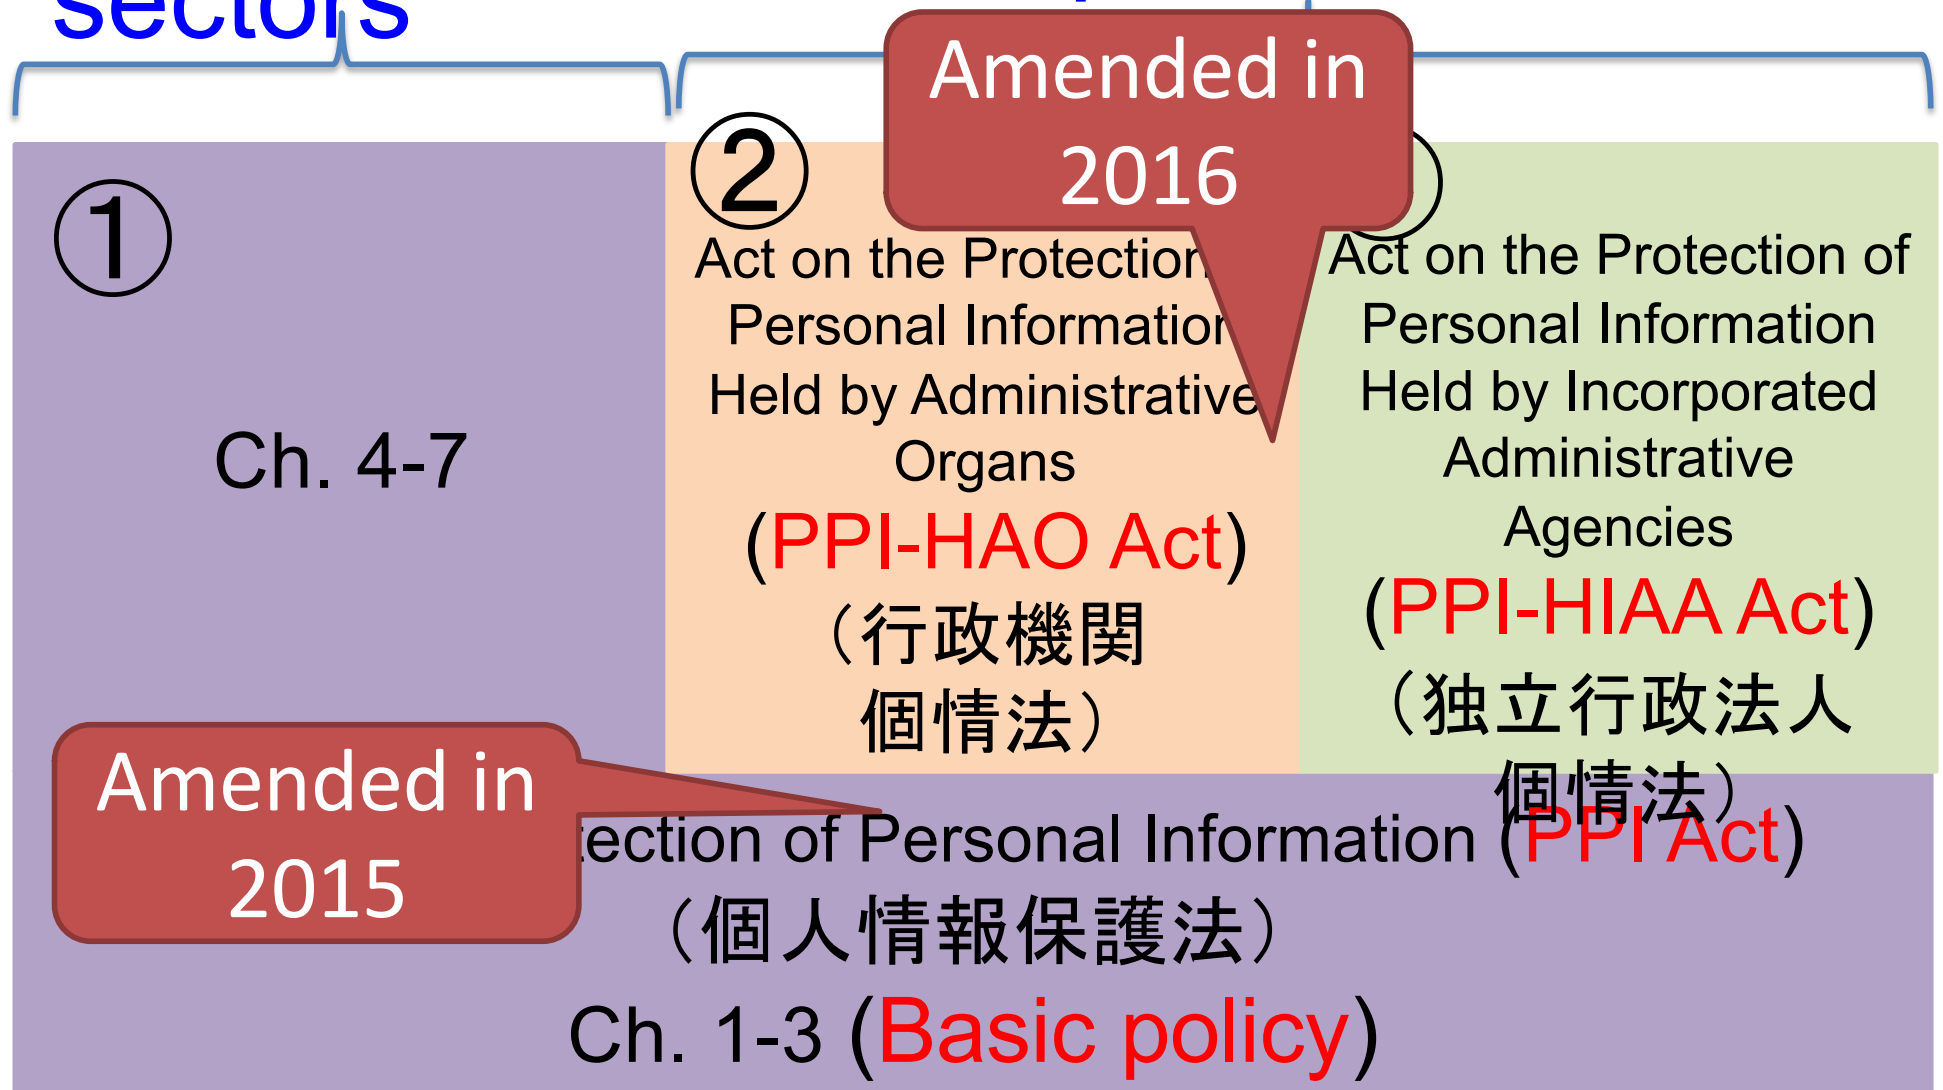 sectors
Amended in
2016
①
②
Ch. 4-7
Act on the Protection
Personal Information
Held by Administrative
Organs
(PPI-HAO Act)
（行政機関
個情法）
Act on the Protection of
Personal Information
Held by Incorporated
Administrative
Agencies
(PPI-HIAA Act)
（独立行政法人
個情法）
Amended in
2015
tection of Personal Information (PPI Act)
（個人情報保護法）
Ch. 1-3 (Basic policy)